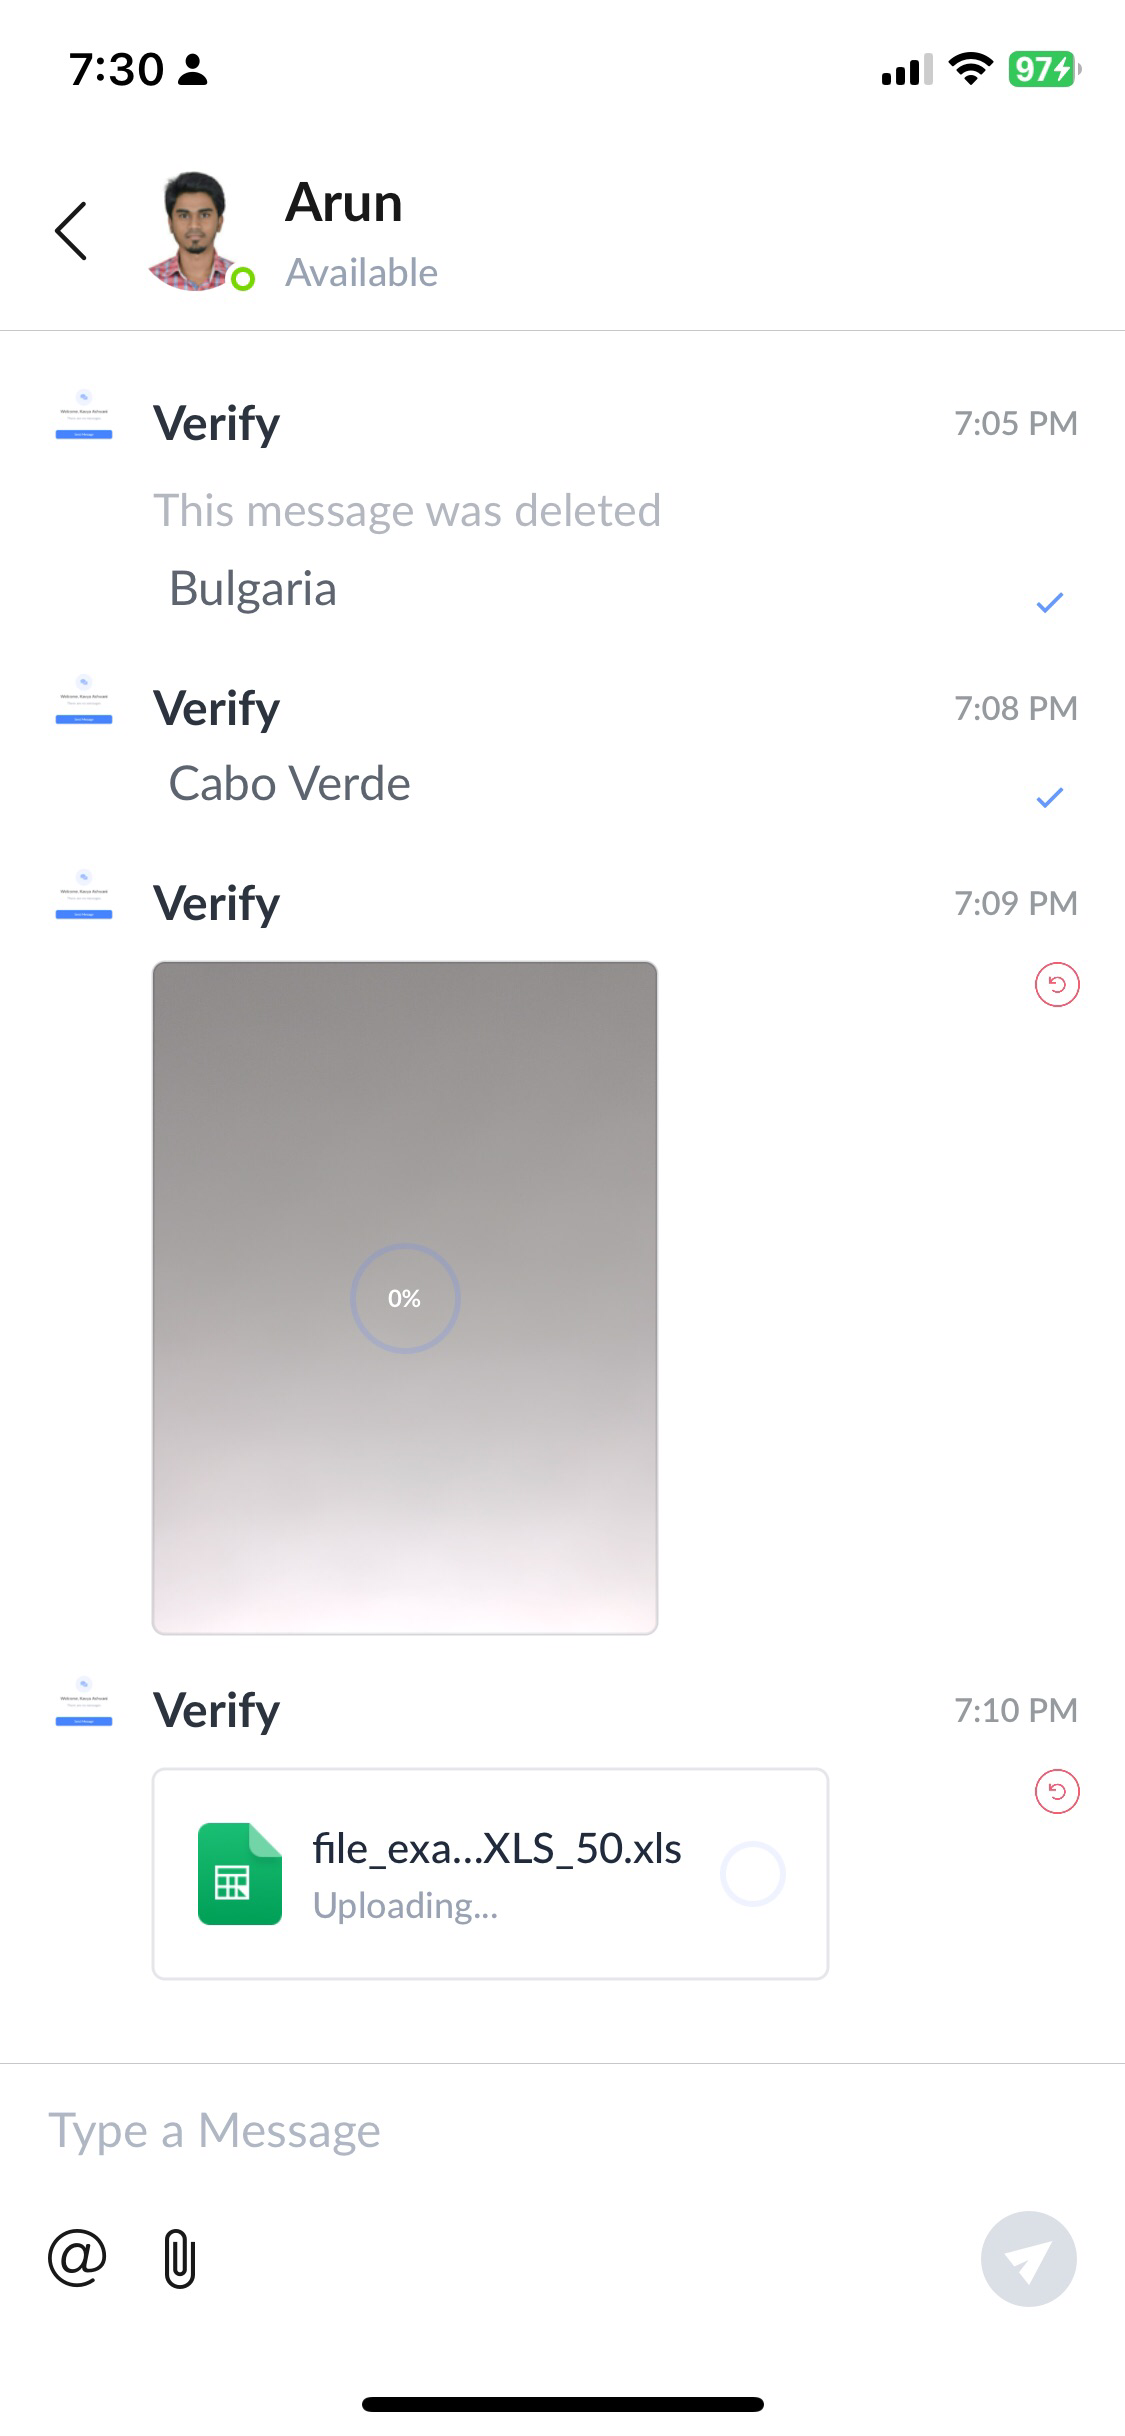 7:30
97
Arun
Available
Verify 7:05 PM
This message was deleted
Bulgaria
Verify 7:08 PM
Cabo Verde
Verify 7:09 PM
0%
Verify 7:10 PM
file_exa...XLS_50.xls
Uploading...
Type a Message
@